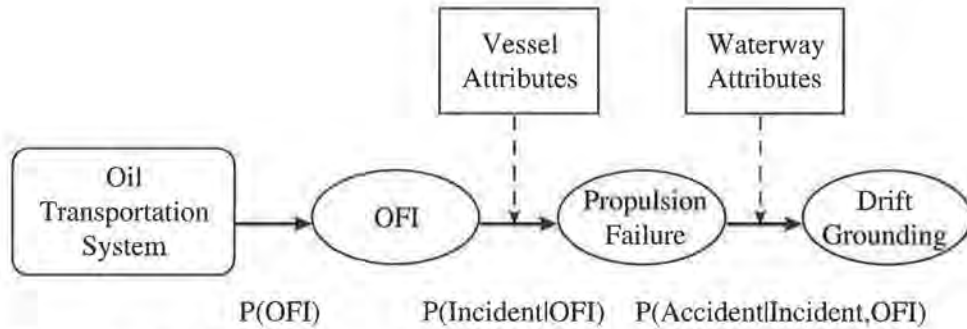 Vessel
Attributes
Waterway
Attributes
Oil
Transportation
System
OFI
Propulsion
Failure
Drift
Grounding
P(OFI)
P(Incident|OFI)
P(Accident|Incident,OFI)